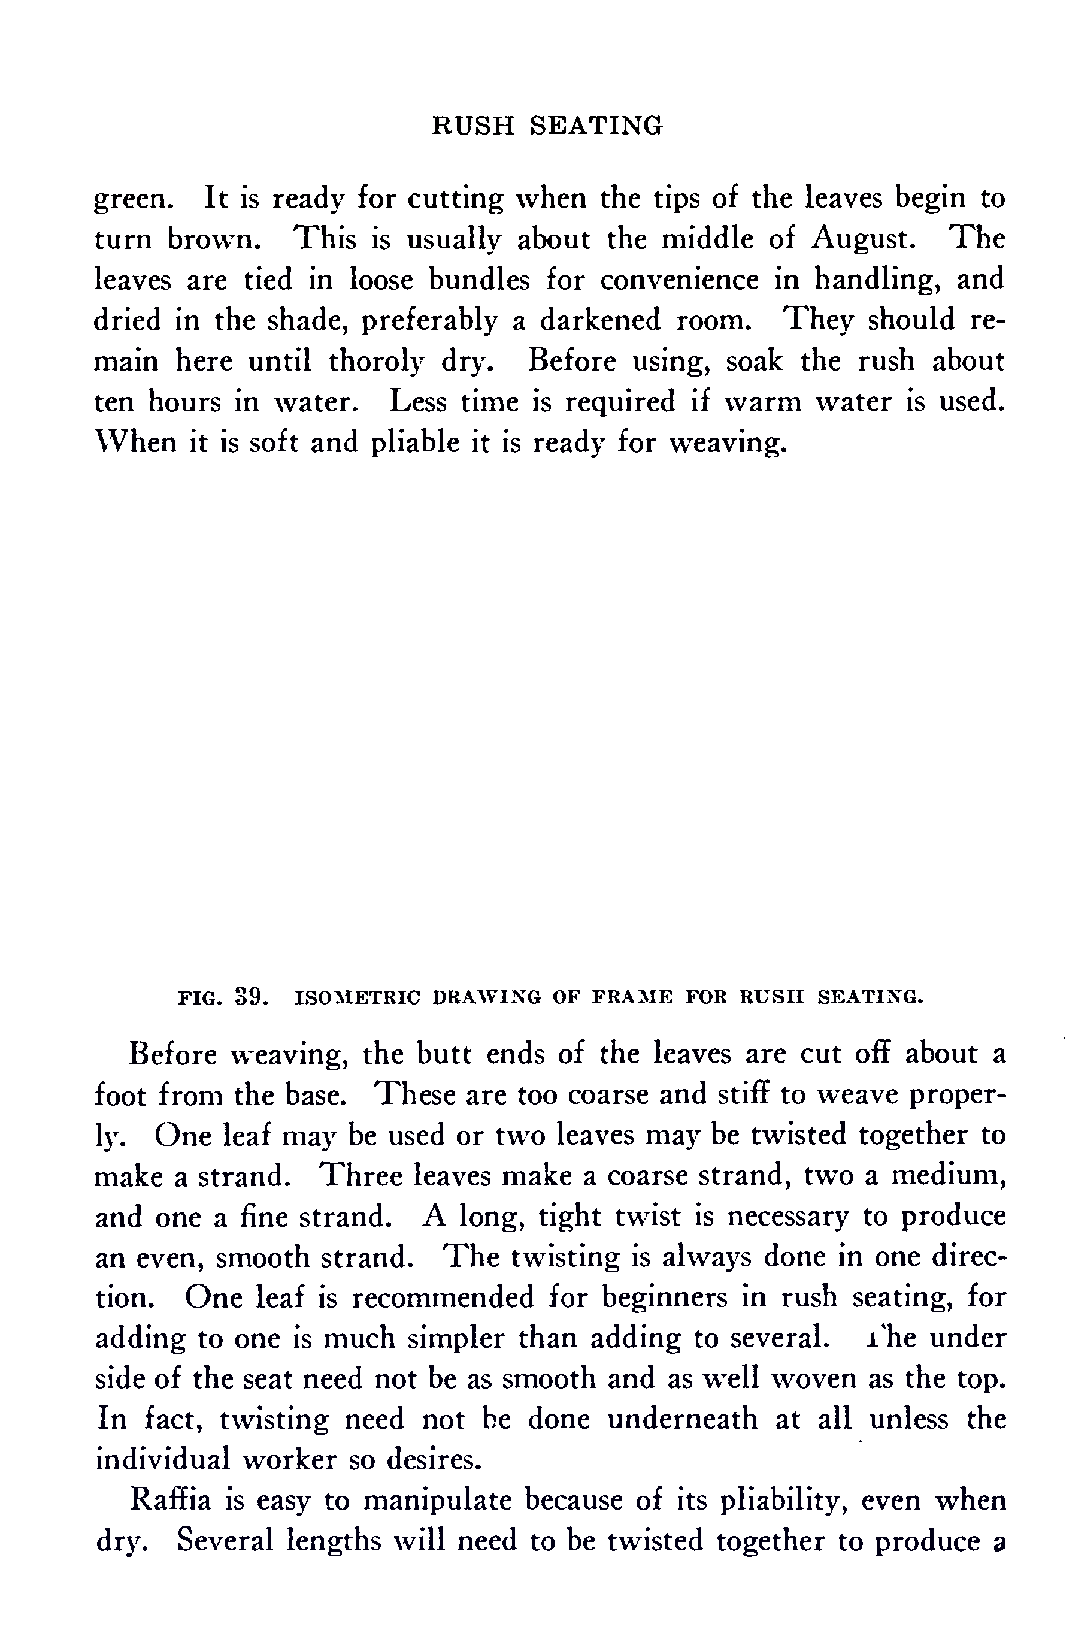 RUSH SEATING
green. It is ready for cutting when the tips of the leaves begin to
turn brown. This is usually about the middle of August. The
leaves are tied in loose bundles for convenience in handling, and
dried in the shade, preferably a darkened room. They should re-
main here until thoroly dry. Before using, soak the rush about
ten hours in water. Less time is required if warm water is used.
When it is soft and pliable it is ready for weaving.
FIG. 39. ISOMETRIC DRAWING OF FRAME FOR RUSH SEATING.
Before weaving, the butt ends of the leaves are cut off about a
foot from the base. These are too coarse and stiff to weave proper-
ly. One leaf may be used or two leaves may be twisted together to
make a strand. Three leaves make a coarse strand, two a medium,
and one a fine strand. A long, tight twist is necessary to produce
an even, smooth strand. The twisting is always done in one direc-
tion. One leaf is recommended for beginners in rush seating, for
adding to one is much simpler than adding to several. The under
side of the seat need not be as smooth and as well woven as the top.
In fact, twisting need not be done underneath at all unless the
individual worker so desires.
Raffia is easy to manipulate because of its pliability, even when
dry. Several lengths will need to be twisted together to produce a